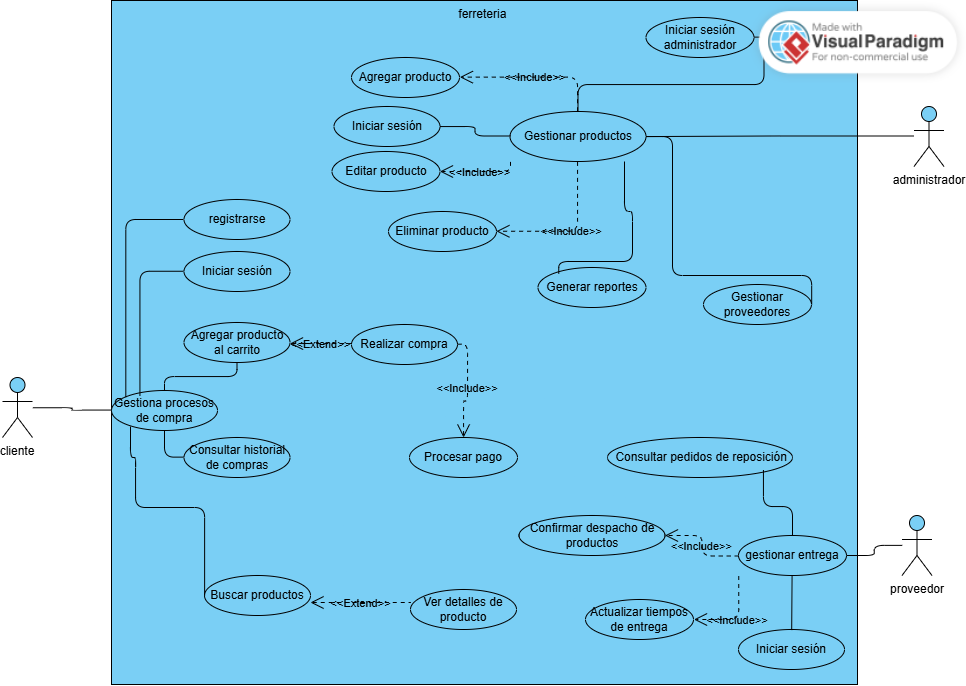 ferreteria
Iniciar sesión
administrador
Made with
VisualParadigm
For non-commercial use
Agregar producto
<<Include>>
Iniciar sesión
Gestionar productos
Editar producto
<<Include>>
administrador
registrarse
Eliminar producto
<<Include>>
Iniciar sesión
Generar reportes
Gestionar
proveedores
Agregar producto
al carrito
<<Extend>>
Realizar compra
<<Include>>
Gestiona procesos
de compra
cliente
Consultar historial
de compras
Procesar pago
Consultar pedidos de reposición
Confirmar despacho de
productos
<<Include>>
gestionar entrega
proveedor
Buscar productos
<<Extend>>
Ver detalles de
producto
Actualizar tiempos
de entrega
<<Include>>
Iniciar sesión